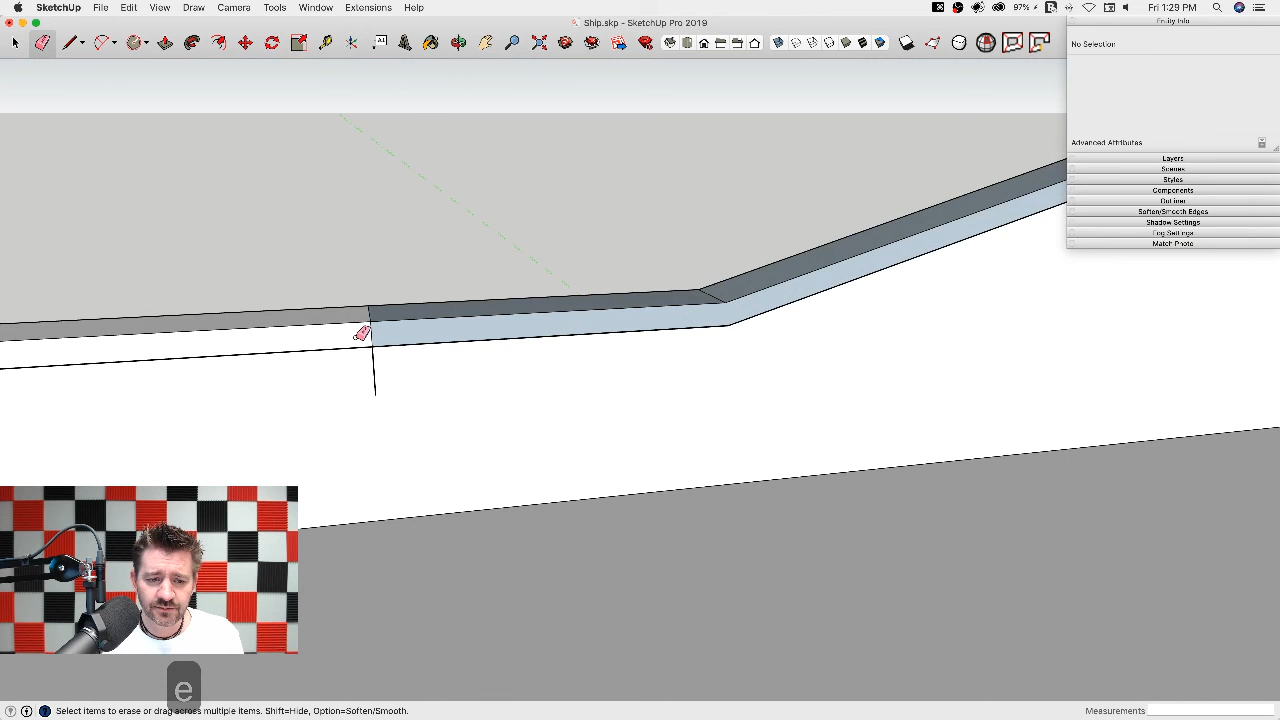 SketchUp File Edit View Draw Camera Tools Window Extensions Help
97% Fri 1:29 PM
Ship.skp - SketchUp Pro 2019
Entity Info
No Selection
Advanced Attributes
Layers
Scenes
Styles
Components
Outliner
Soften/Smooth Edges
Shadow Settings
Fog Settings
Match Photo
e
Select items to erase or drag across multiple items. Shift=Hide, Option=Soften/Smooth.
Measurements